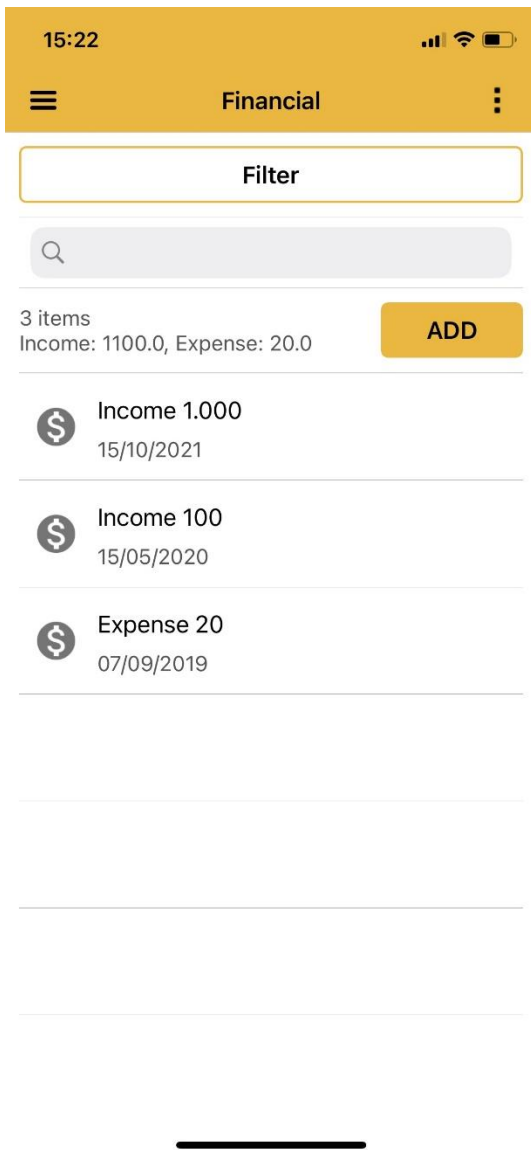 15:22
Financial
Filter
3 items
Income: 1100.0, Expense: 20.0
ADD
Income 1.000
15/10/2021
Income 100
15/05/2020
Expense 20
07/09/2019